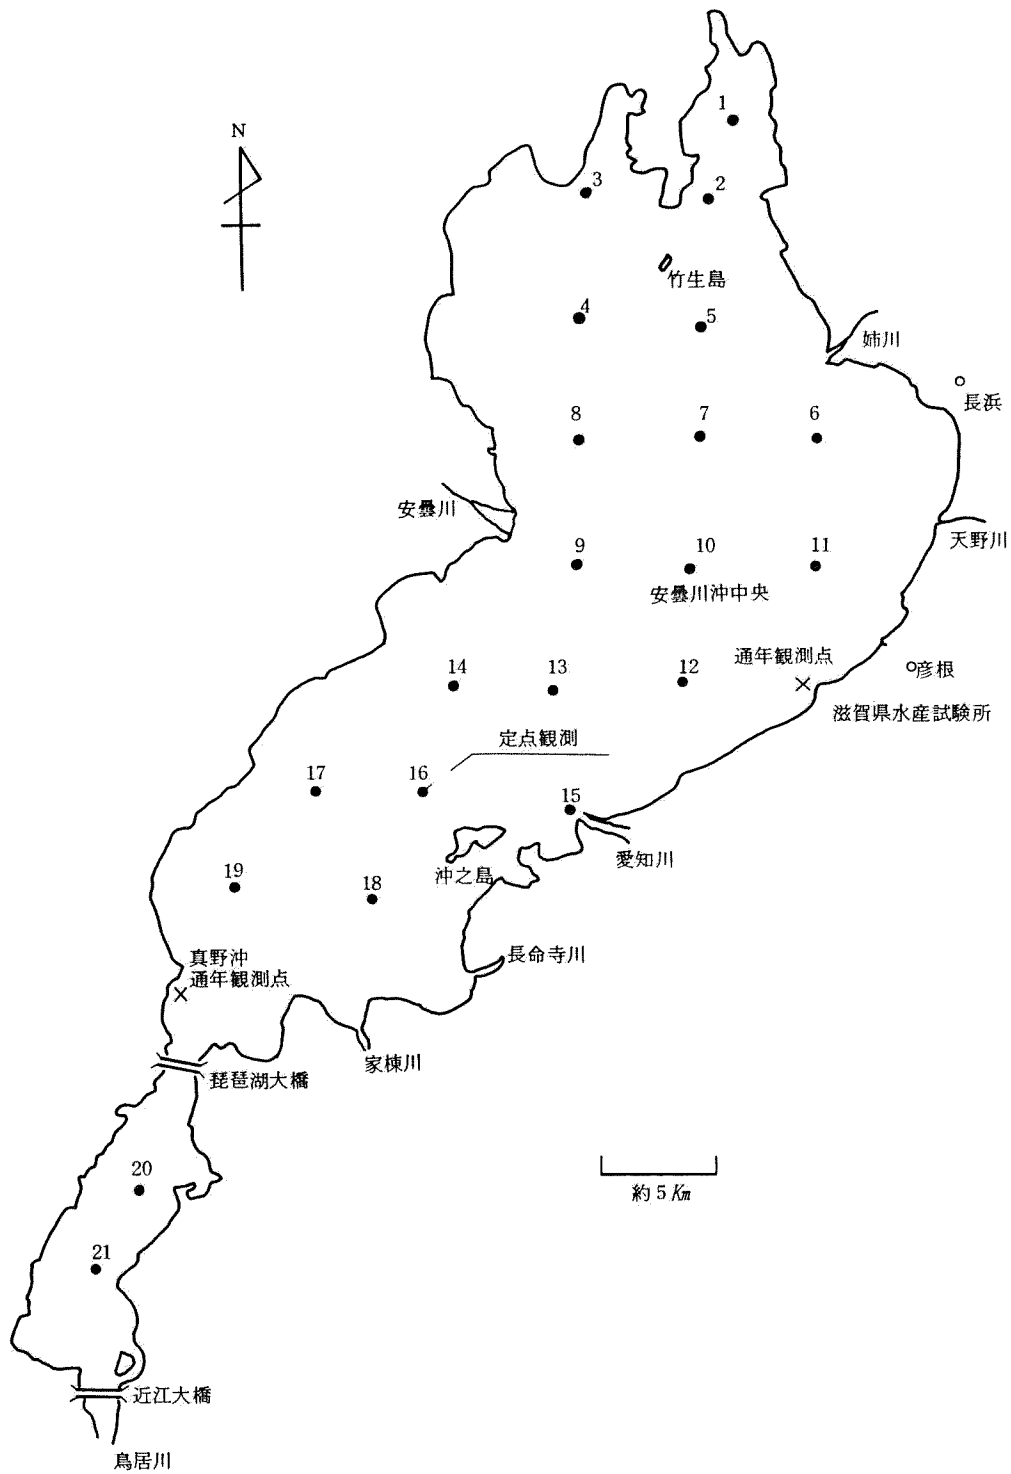 1
N
3
2
竹生島
4
5
姉川
長浜
8
7
6
安曇川
天野川
9
10
11
安曇川沖中央
通年観測点
14
13
12
彦根
滋賀県水産試験所
定点観測
17
16
15
愛知川
沖之島
19
18
真野沖
通年観測点
長命寺川
家棟川
琵琶湖大橋
20
約5Km
21
近江大橋
鳥居川